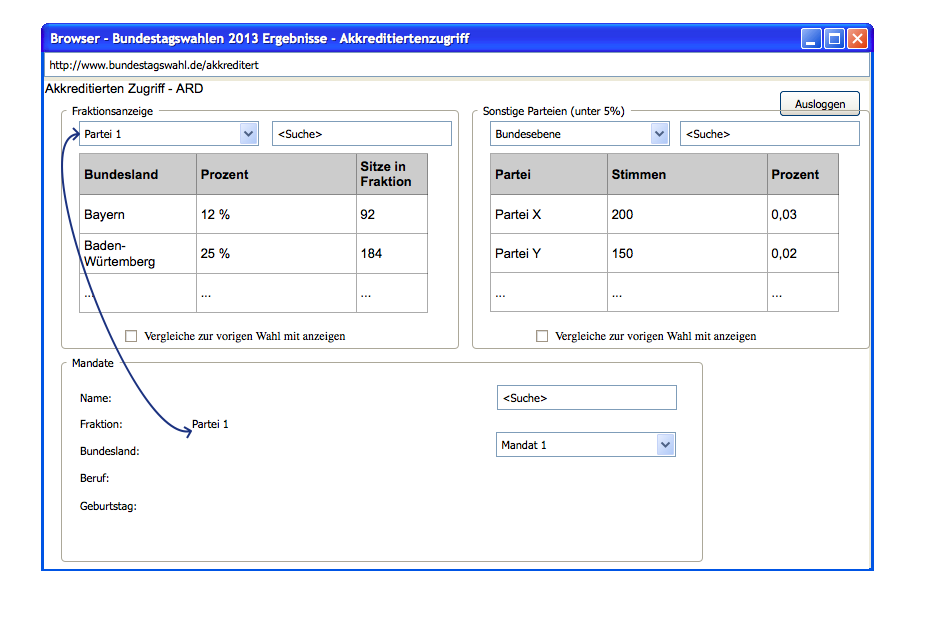 Browser - Bundestagswahlen 2013 Ergebnisse - Akkreditiertenzugriff
http://www.bundestagswahl.de/akkreditert
Akkreditierten Zugriff - ARD
Ausloggen
Fraktionsanzeige
Partei 1
<Suche>
Bundesland Prozent Sitze in
Fraktion
Bayern 12 % 92
Baden-
Würtemberg 25 % 184
... ... ...
Vergleiche zur vorigen Wahl mit anzeigen
Sonstige Parteien (unter 5%)
Bundesebene
<Suche>
Partei Stimmen Prozent
Partei X 200 0,03
Partei Y 150 0,02
... ... ...
Vergleiche zur vorigen Wahl mit anzeigen
Mandate
Name:
<Suche>
Fraktion: Partei 1
Mandat 1
Bundesland:
Beruf:
Geburtstag: